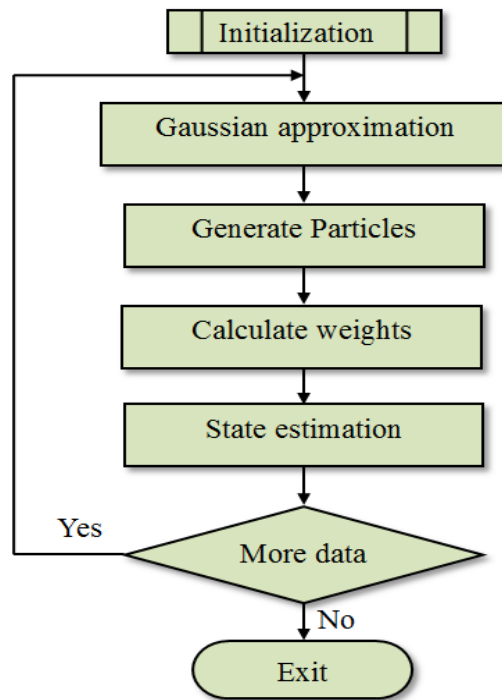 Initialization
Gaussian approximation
Generate Particles
Calculate weights
State estimation
Yes
More data
No
Exit